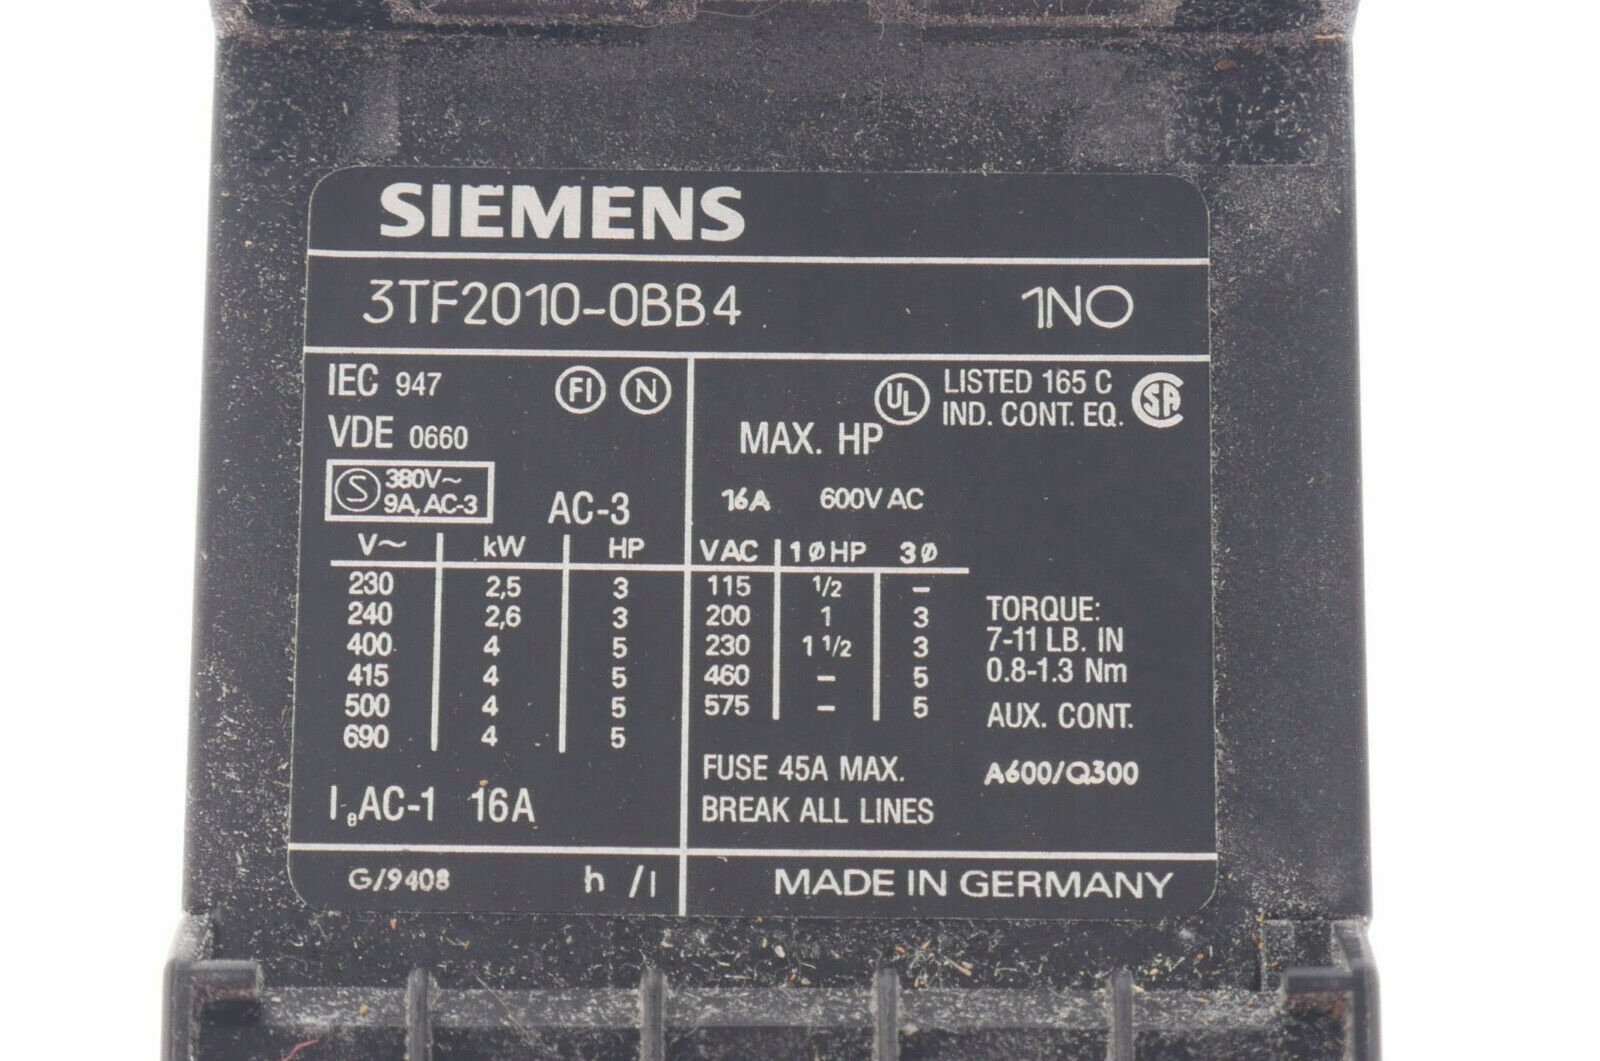 SIEMENS
3TF2010-0BB4 1NO
IEC 947 FI N
VDE 0660
S 380V~
9A, AC-3
AC-3
V~ kW HP
230 2,5 3
240 2,6 3
400 4 5
415 4 5
500 4 5
690 4 5
IeAC-1 16A
UL LISTED 165 C SA
IND. CONT. EQ.
MAX. HP
16A 600V AC
VAC 1ØHP 3Ø
115 1/2 –
200 1 3
230 1 1/2 3
460 – 5
575 – 5
FUSE 45A MAX.
BREAK ALL LINES
TORQUE:
7-11 LB. IN
0.8-1.3 Nm
AUX. CONT.
A600/Q300
G/9408 h /I
MADE IN GERMANY